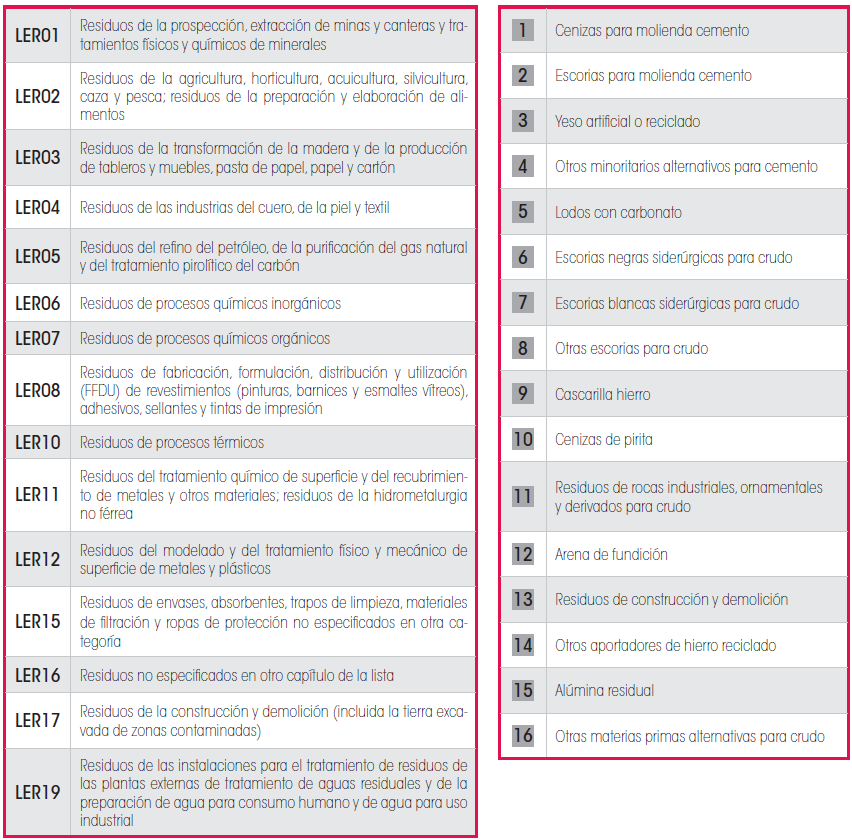 LER01
Residuos de la prospección, extracción de minas y canteras y tra-
tamientos físicos y químicos de minerales
LER02
Residuos de la agricultura, horticultura, acuicultura, silvicultura,
caza y pesca; residuos de la preparación y elaboración de ali-
mentos
LER03
Residuos de la transformación de la madera y de la producción
de tableros y muebles, pasta de papel, papel y cartón
LER04
Residuos de las industrias del cuero, de la piel y textil
LER05
Residuos del refino del petróleo, de la purificación del gas natural
y del tratamiento pirolítico del carbón
LER06
Residuos de procesos químicos inorgánicos
LER07
Residuos de procesos químicos orgánicos
LER08
Residuos de fabricación, formulación, distribución y utilización
(FFDU) de revestimientos (pinturas, barnices y esmaltes vítreos),
adhesivos, sellantes y tintas de impresión
LER10
Residuos de procesos térmicos
LER11
Residuos del tratamiento químico de superficie y del recubrimien-
to de metales y otros materiales; residuos de la hidrometalurgia
no férrea
LER12
Residuos del modelado y del tratamiento físico y mecánico de
superficie de metales y plásticos
LER15
Residuos de envases, absorbentes, trapos de limpieza, materiales
de filtración y ropas de protección no especificados en otra ca-
tegoría
LER16
Residuos no especificados en otro capítulo de la lista
LER17
Residuos de la construcción y demolición (incluida la tierra exca-
vada de zonas contaminadas)
LER19
Residuos de las instalaciones para el tratamiento de residuos de
las plantas externas de tratamiento de aguas residuales y de la
preparación de agua para consumo humano y de agua para uso
industrial
1 Cenizas para molienda cemento
2 Escorias para molienda cemento
3 Yeso artificial o reciclado
4 Otros minoritarios alternativos para cemento
5 Lodos con carbonato
6 Escorias negras siderúrgicas para crudo
7 Escorias blancas siderúrgicas para crudo
8 Otras escorias para crudo
9 Cascarilla hierro
10 Cenizas de pirita
11 Residuos de rocas industriales, ornamentales
y derivados para crudo
12 Arena de fundición
13 Residuos de construcción y demolición
14 Otros aportadores de hierro reciclado
15 Alúmina residual
16 Otras materias primas alternativas para crudo